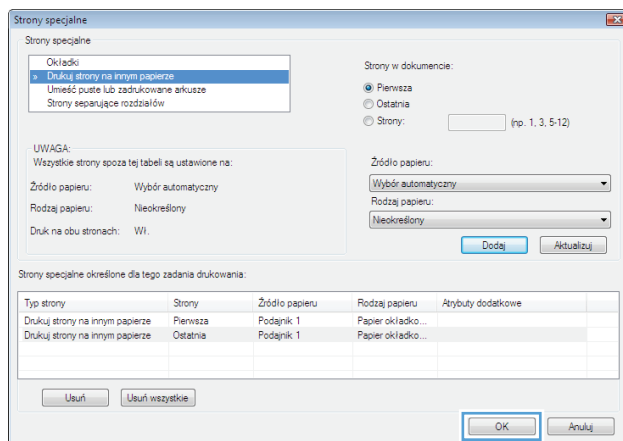 Strony specjalne
Strony specjalne
Okładki
» Drukuj strony na innym papierze
Umieść puste lub zadrukowane arkusze
Strony separujące rozdziałów
Strony w dokumencie:
Pierwsza
Ostatnia
Strony: (np. 1, 3, 5-12)
UWAGA:
Wszystkie strony spoza tej tabeli są ustawione na:
Źródło papieru: Wybór automatyczny
Rodzaj papieru: Nieokreślony
Druk na obu stronach: Wł.
Źródło papieru:
Wybór automatyczny
Rodzaj papieru:
Nieokreślony
Dodaj Aktualizuj
Strony specjalne określone dla tego zadania drukowania:
Typ strony Strony Źródło papieru Rodzaj papieru Atrybuty dodatkowe
Drukuj strony na innym papierze Pierwsza Podajnik 1 Papier okładko...
Drukuj strony na innym papierze Ostatnia Podajnik 1 Papier okładko...
Usuń Usuń wszystkie
OK Anuluj